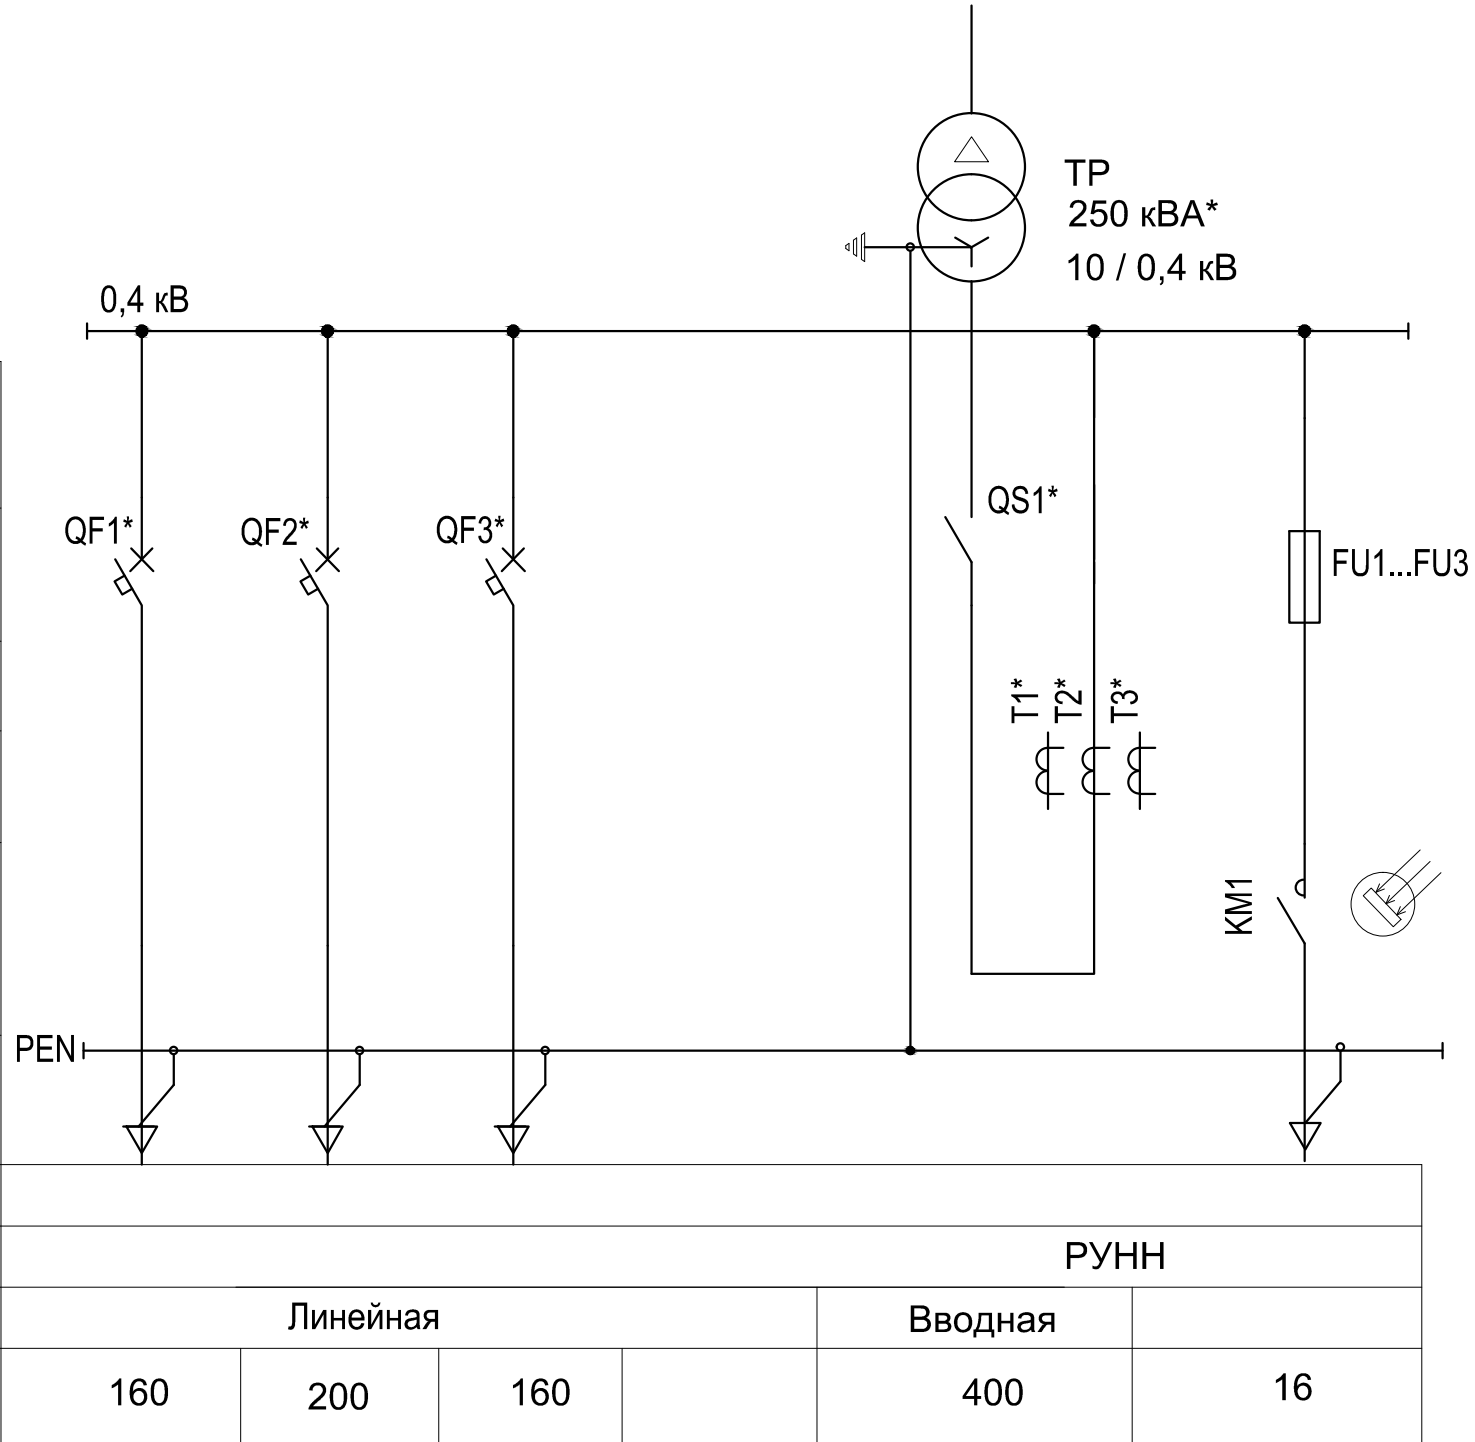 ТР
250 кВА*
10 / 0,4 кВ
0,4 кВ
QS1*
QF1*
QF2*
QF3*
FU1...FU3
T1*
T2*
T3*
KM1
PEN
РУНН
Линейная
Вводная
160
200
160
400
16